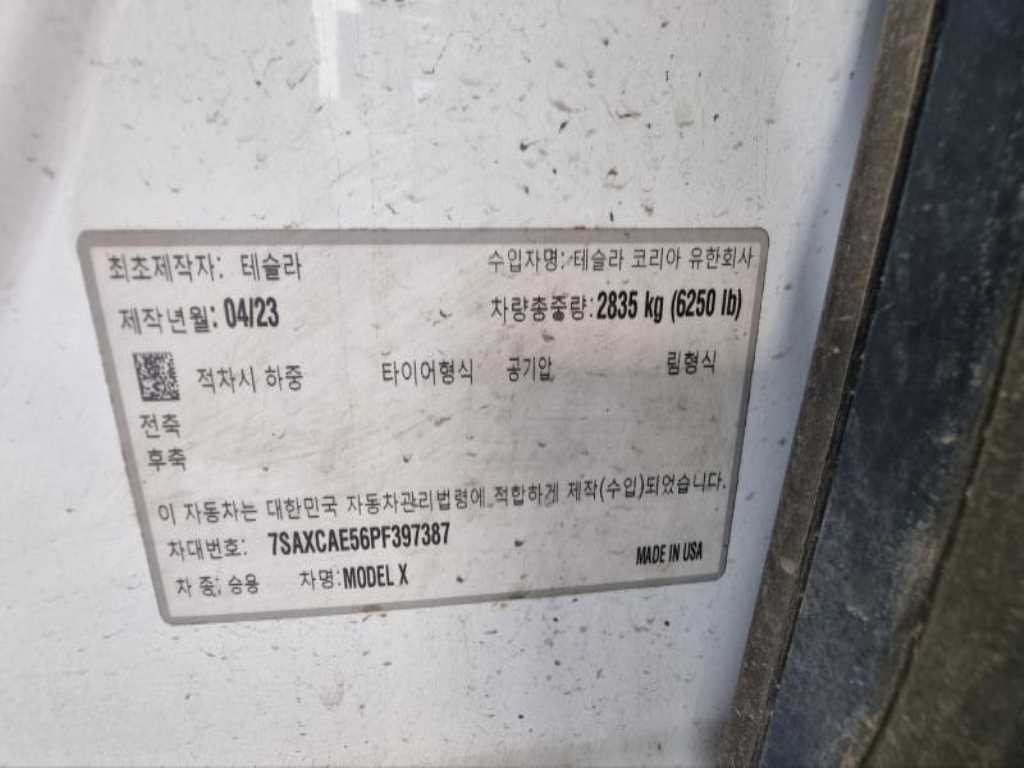 최초제작자: 테슬라 수입자명: 테슬라 코리아 유한회사
제작년월: 04/23 차량총중량: 2835 kg (6250 lb)
적차시 하중 타이어형식 공기압 림형식
전축
후축
이 자동차는 대한민국 자동차관리법령에 적합하게 제작(수입)되었습니다.
차대번호: 7SAXCAE56PF397387 MADE IN USA
차 종: 승용 차명: MODEL X